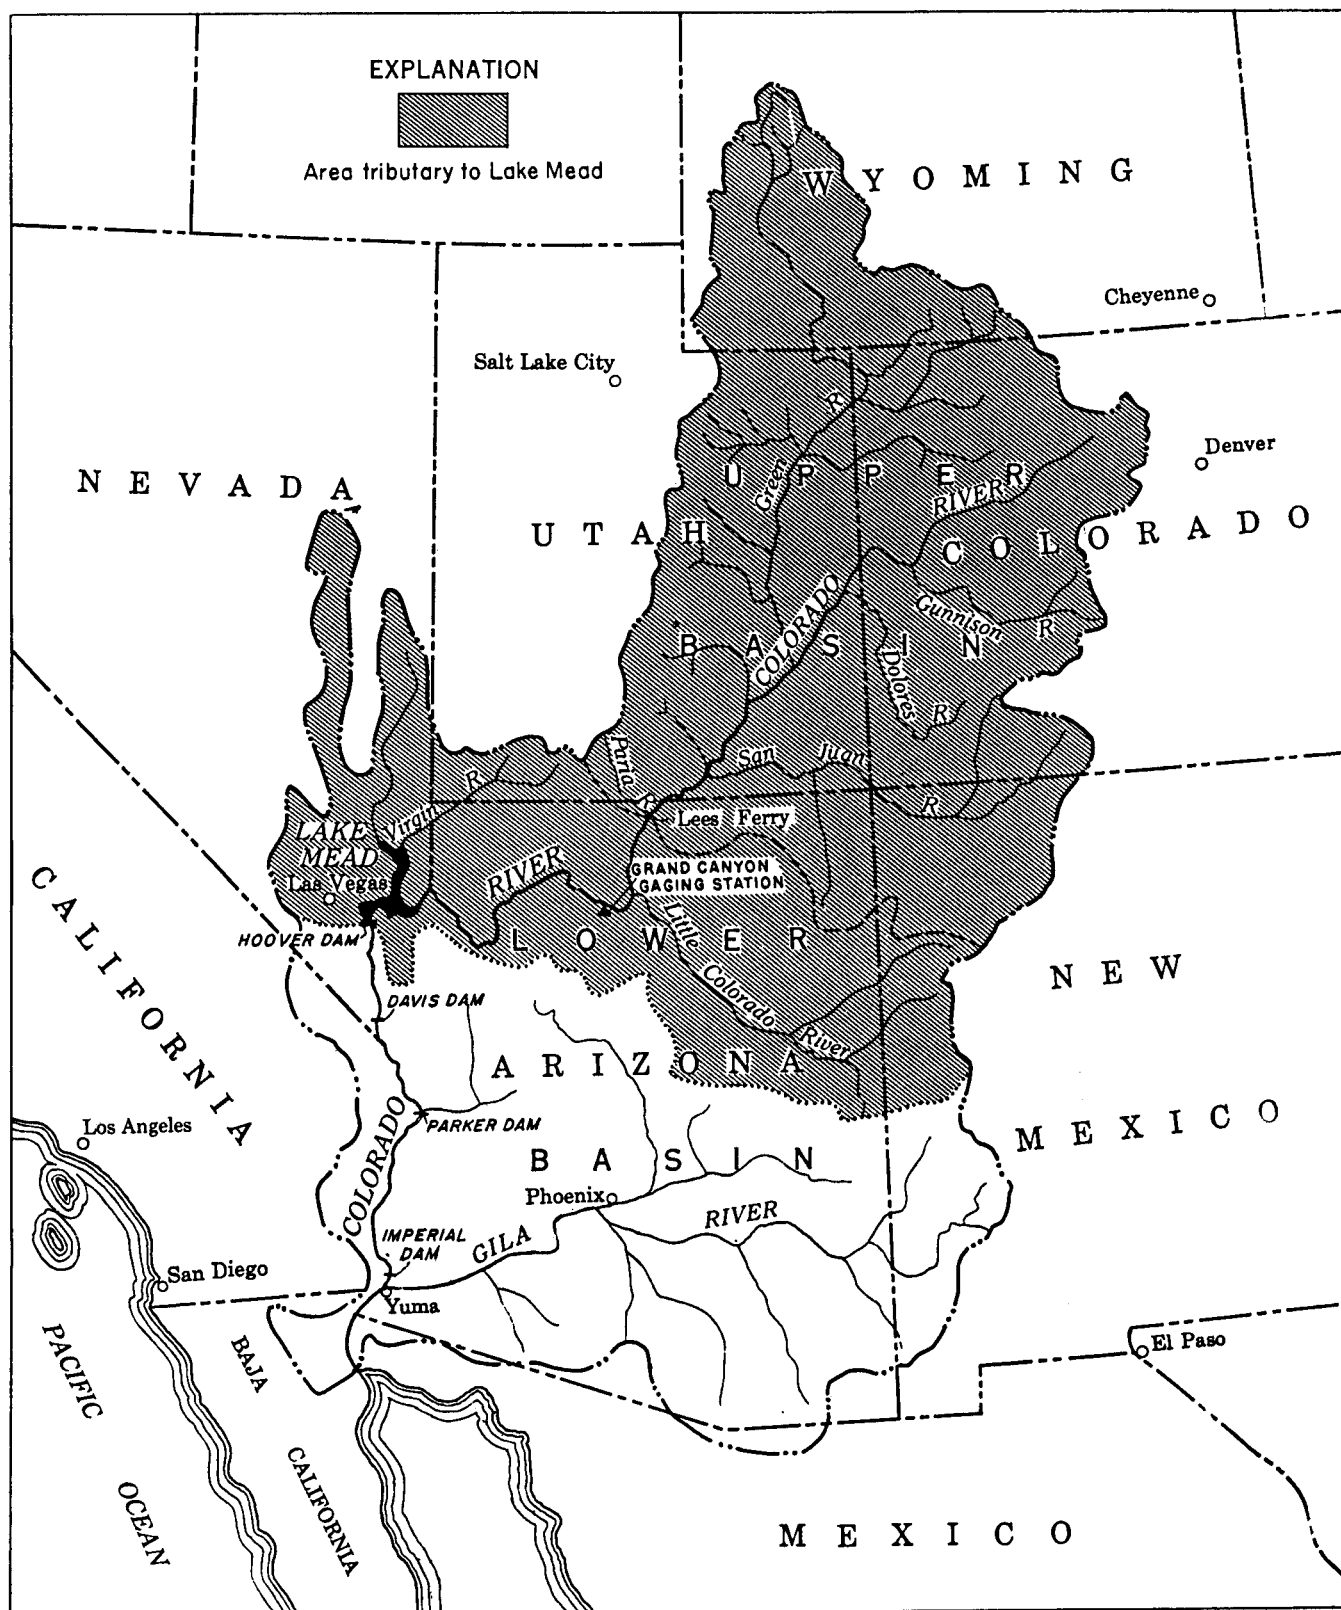 EXPLANATION
Area tributary to Lake Mead
WYOMING
Cheyenne
Salt Lake City
Denver
NEVADA
UTAH
COLORADO
UPPER
BASIN
Green R
COLORADO RIVER
Gunnison R
Dolores R
San Juan R
Paria R
Virgin R
Lees Ferry
LAKE
MEAD
Las Vegas
RIVER
GRAND CANYON
GAGING STATION
HOOVER DAM
LOWER
Little Colorado River
NEW
MEXICO
CALIFORNIA
DAVIS DAM
ARIZONA
PARKER DAM
Los Angeles
BASIN
COLORADO
Phoenix
GILA RIVER
IMPERIAL
DAM
San Diego
Yuma
El Paso
BAJA
CALIFORNIA
PACIFIC
OCEAN
MEXICO